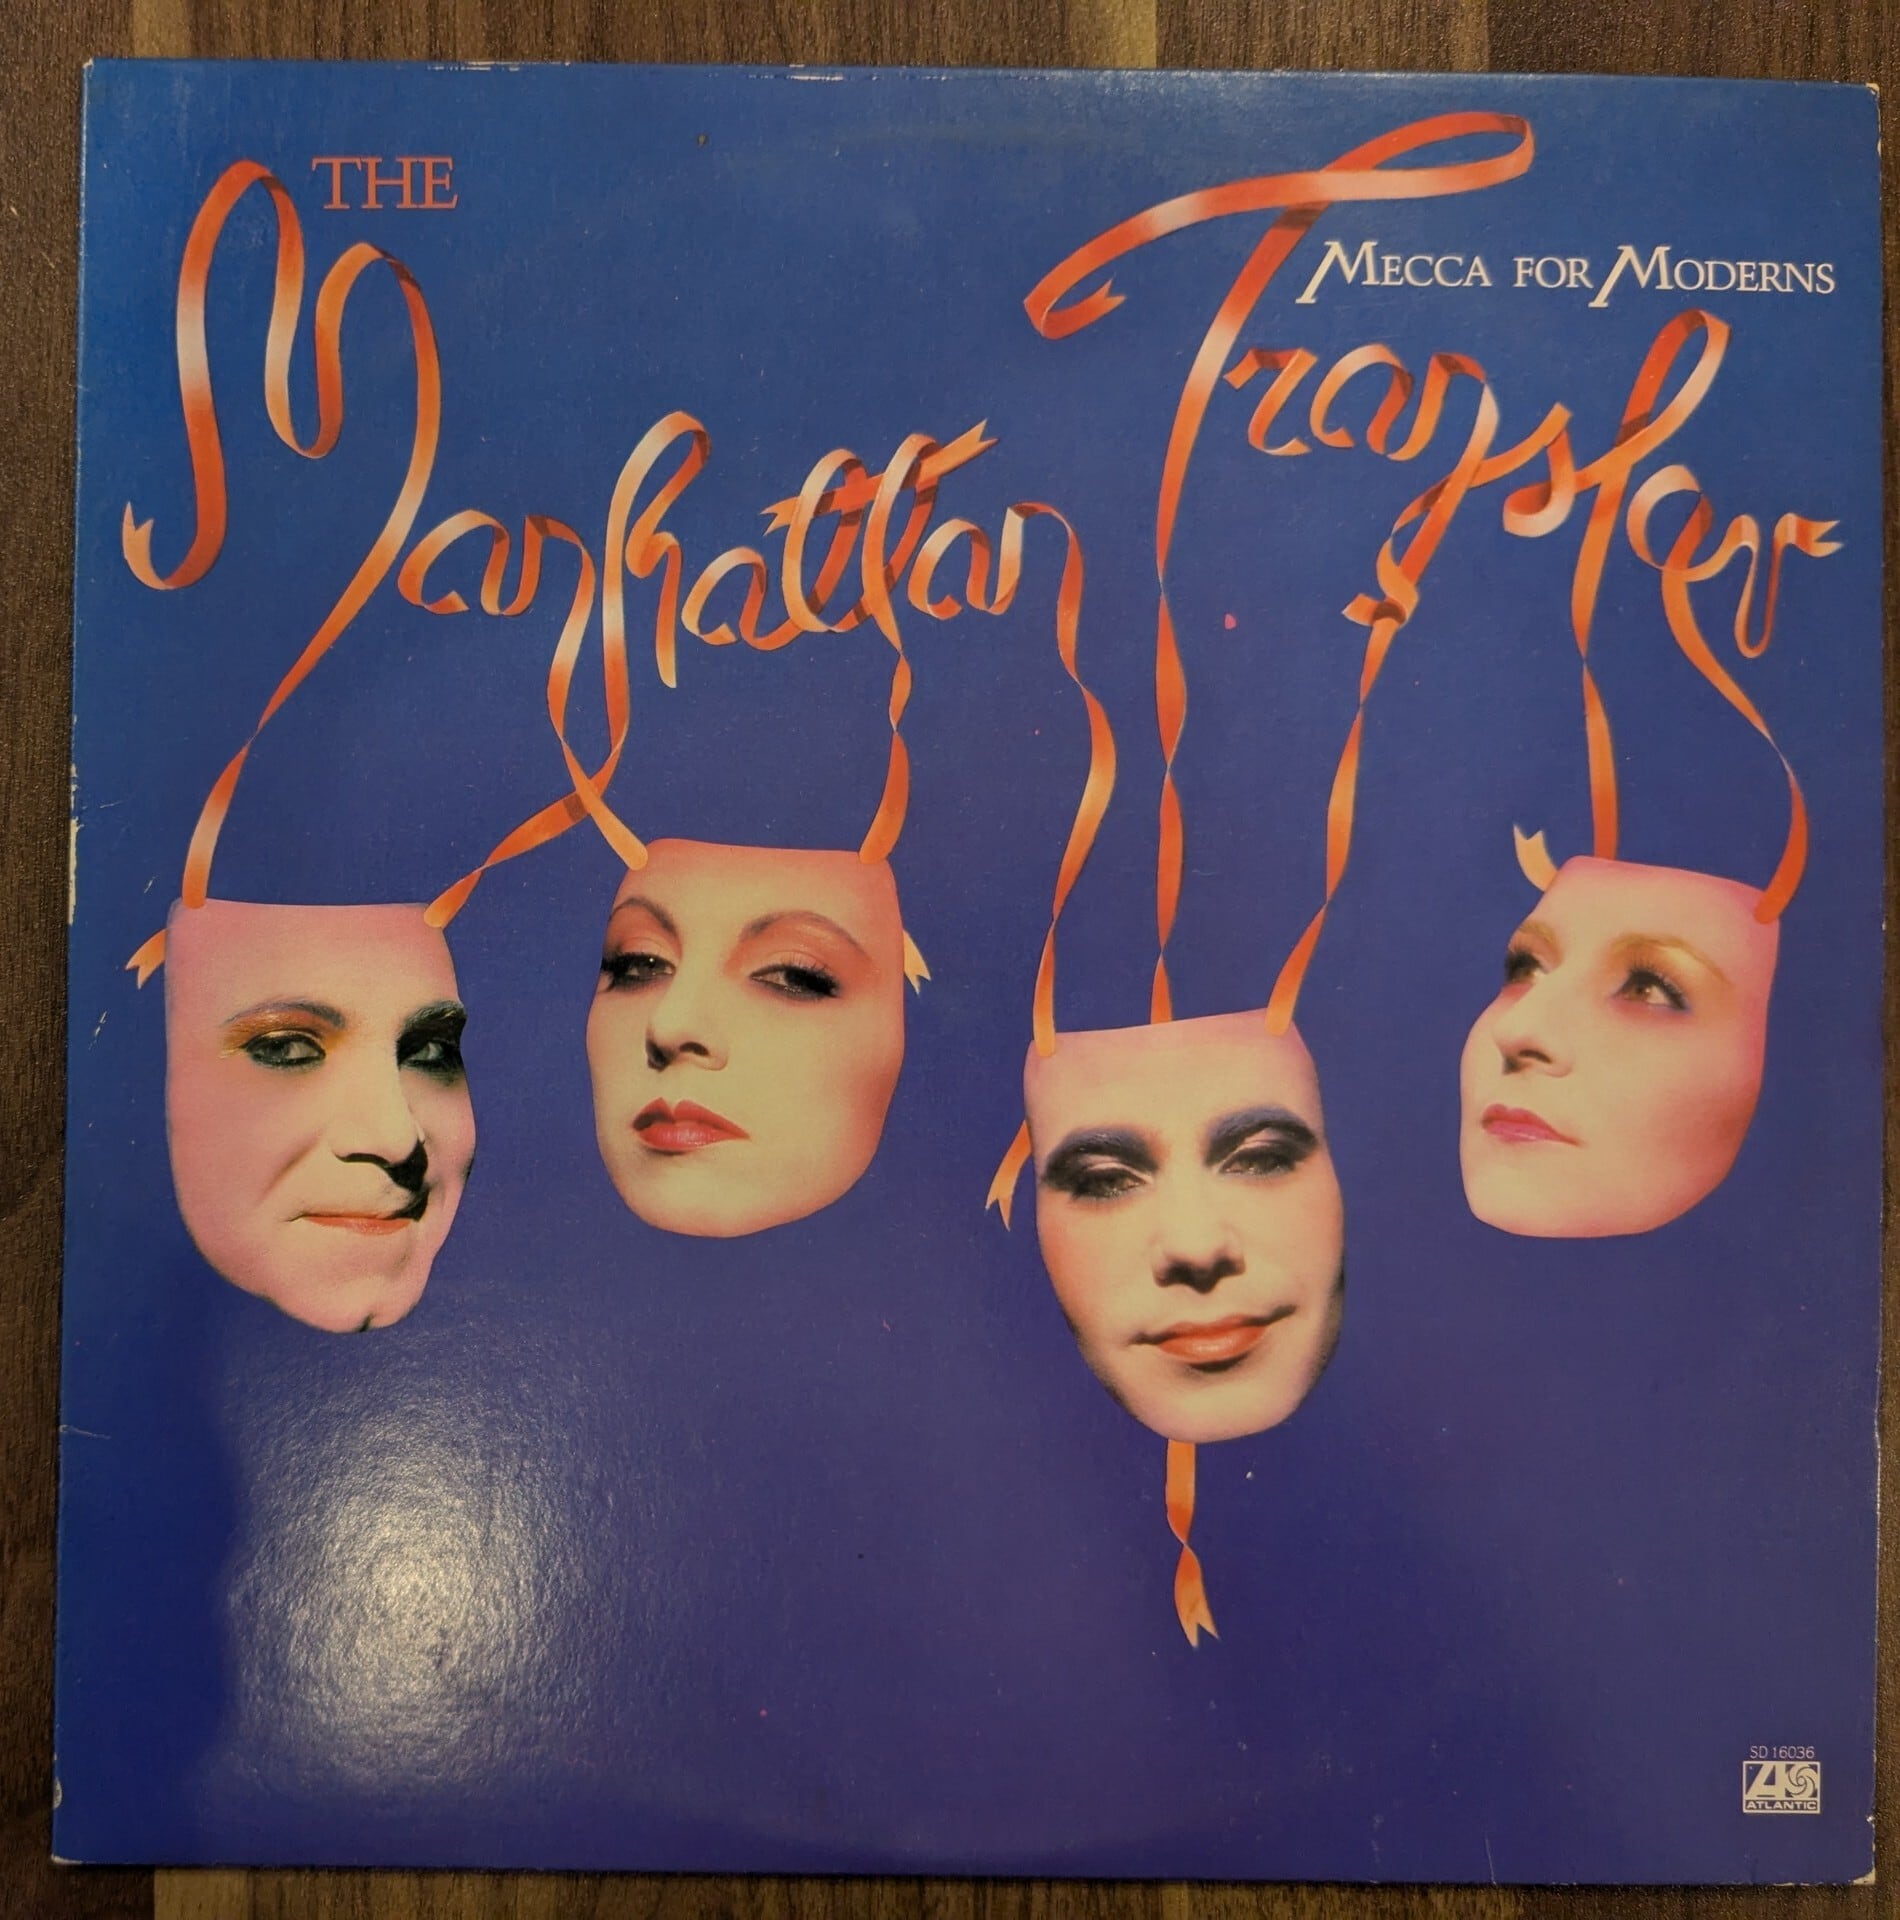 THE
Manhattan Transfer
MECCA FOR MODERNS
SD 16036
ATLANTIC